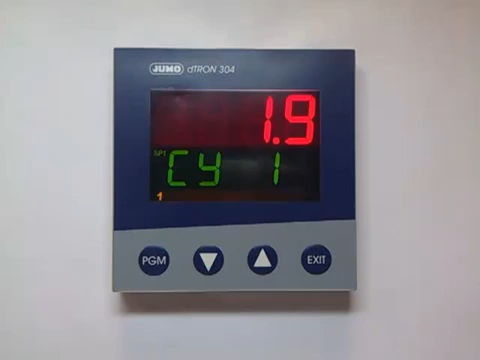 JUMO dTRON 304
1.9
SP1
CY 1
1
PGM EXIT